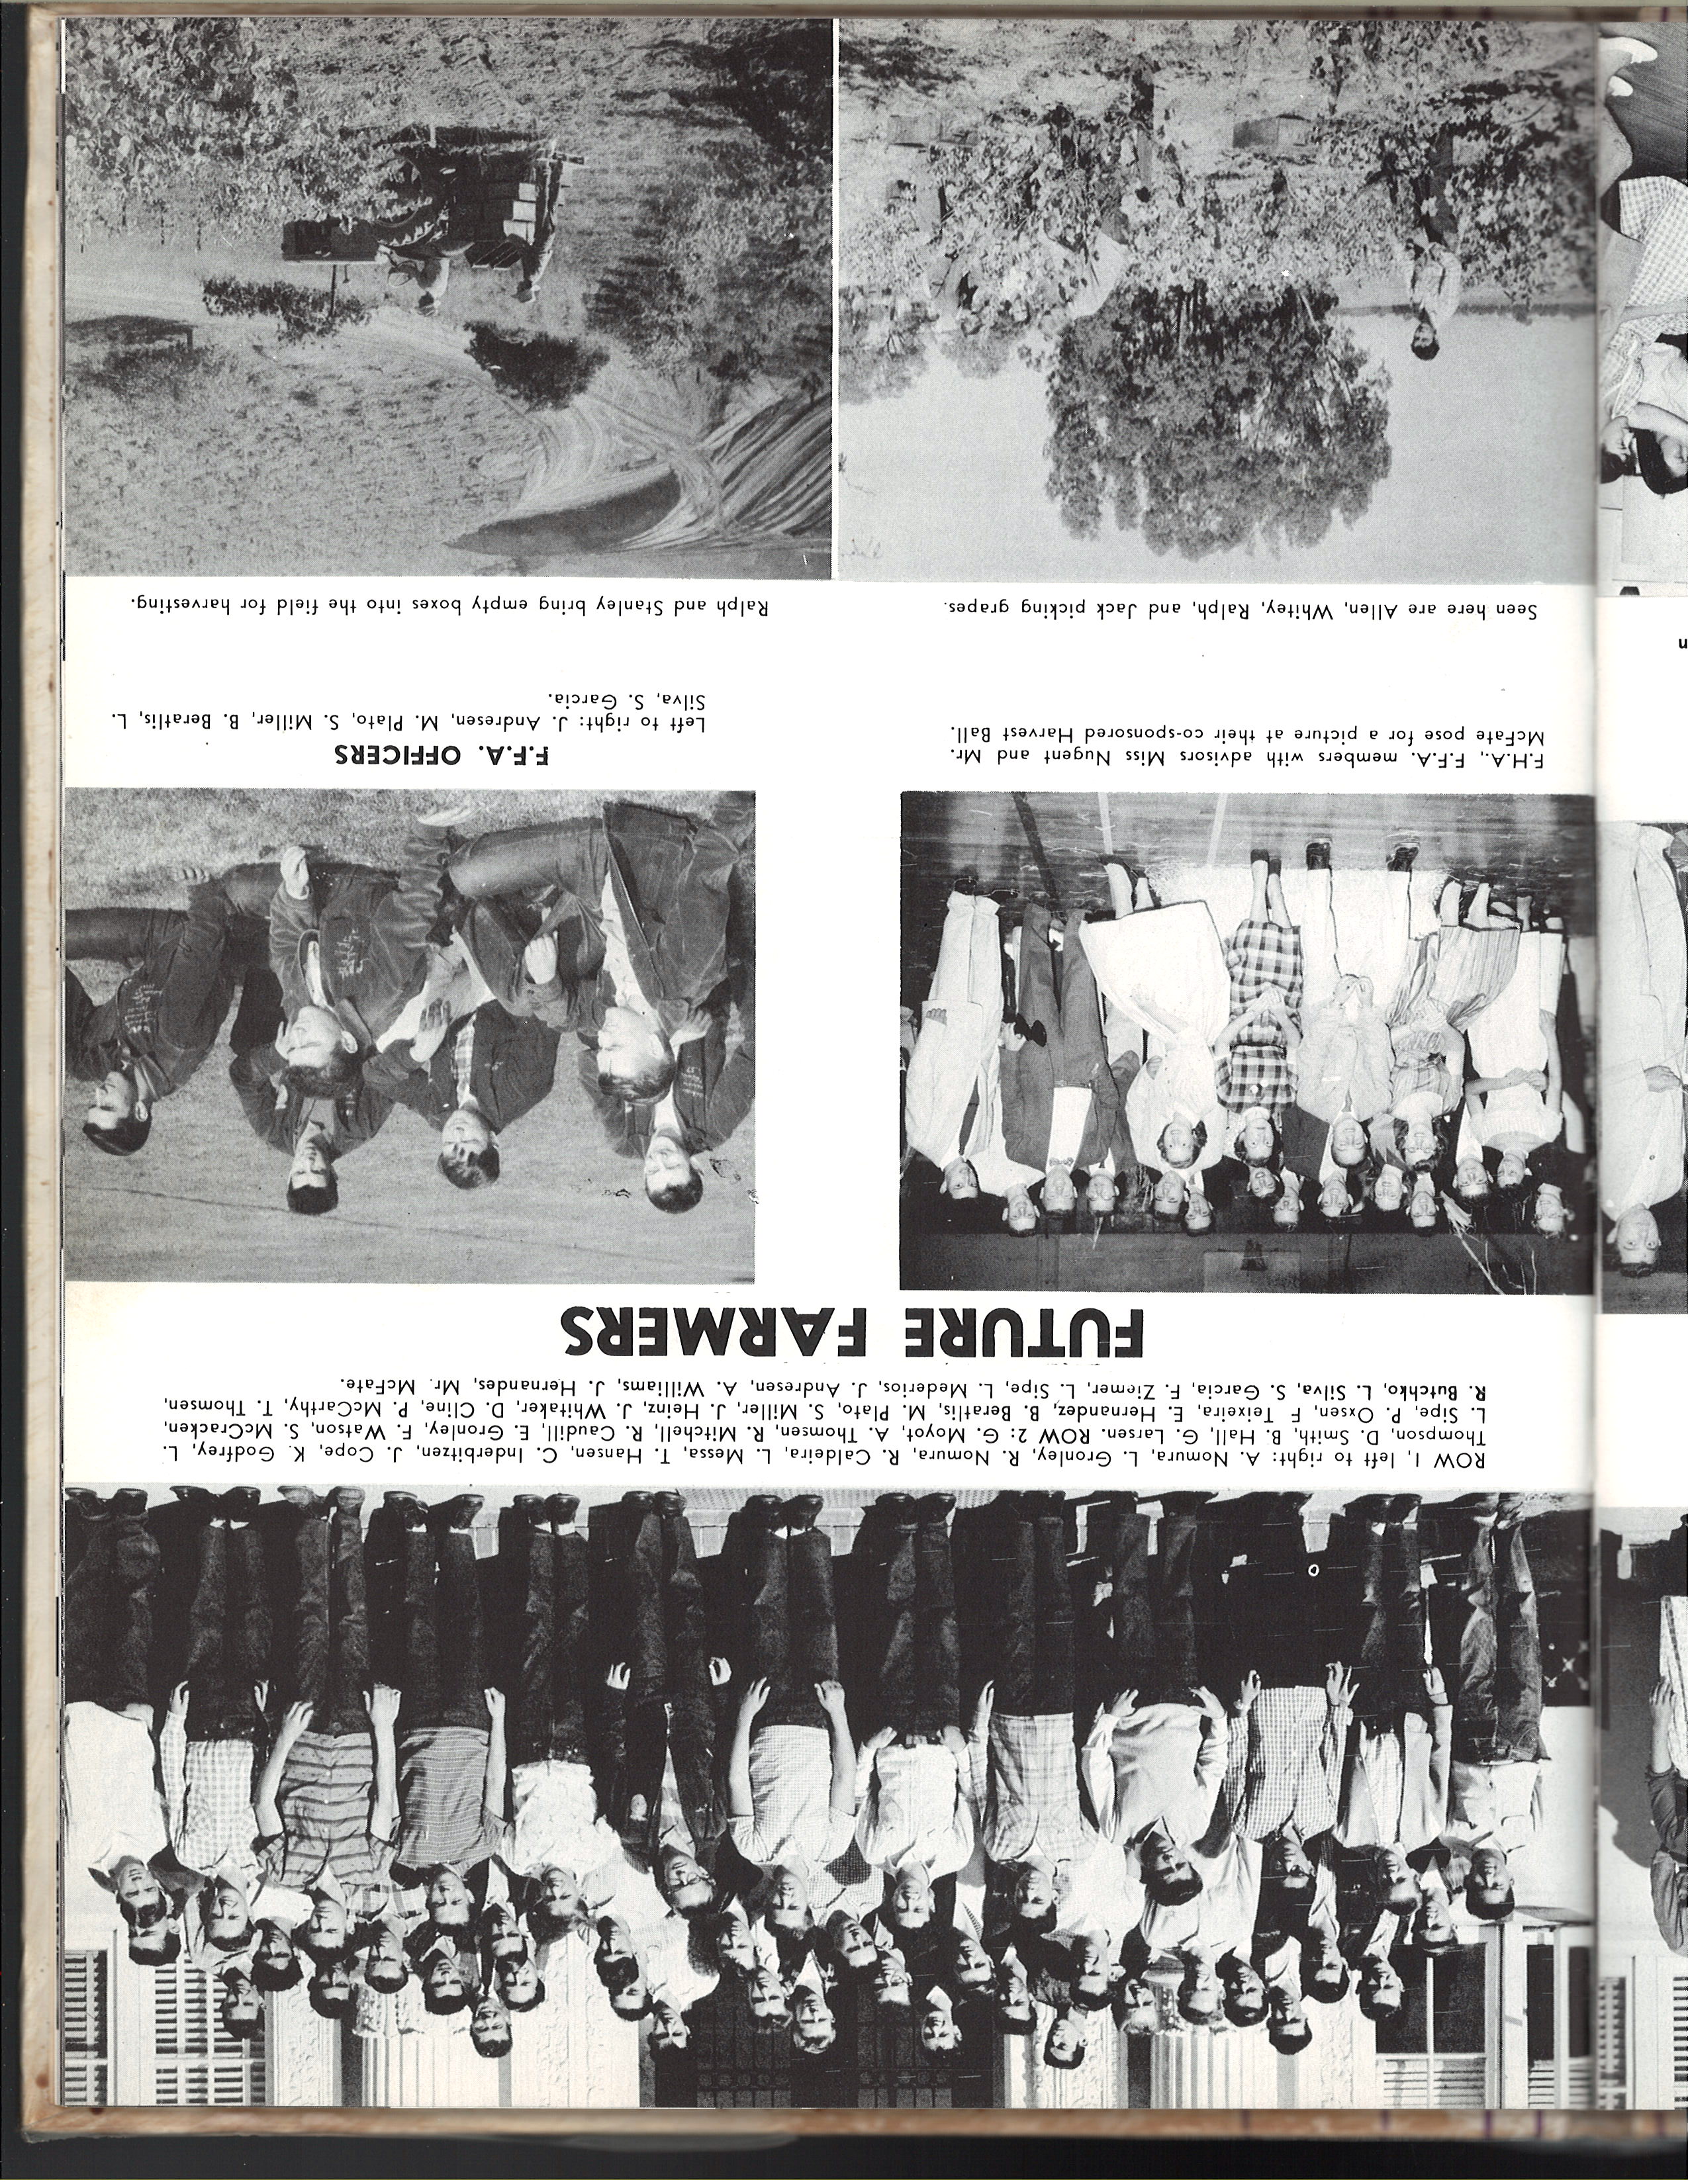 ROW 1, left to right: A. Nomura, L. Gronley, R. Nomura, R. Caldeira, L. Messa, T. Hansen, C. Inderbitzen, J. Cope, K. Godfrey, L.
Thompson, D. Smith, B. Hall, G. Larsen. ROW 2: G. Moyot, A. Thomsen, R. Mitchell, R. Caudill, E. Gronley, F. Watson, S. McCracken,
L. Sipe, P. Oxsen, F. Teixeira, E. Hernandez, B. Beratlis, M. Plato, S. Miller, J. Heinz, J. Whitaker, D. Cline, P. McCarthy, T. Thomsen,
R. Butchko, L. Silva, S. Garcia, F. Ziemer, L. Sipe, L. Mederios, J. Andresen, A. Williams, J. Hernandes, Mr. McFate.
FUTURE FARMERS
F.H.A., F.F.A. members with advisors Miss Nugent and Mr.
McFate pose for a picture at their co-sponsored Harvest Ball.
F.F.A. OFFICERS
Left to right: J. Andresen, M. Plato, S. Miller, B. Beratlis, L.
Silva, S. Garcia.
Seen here are Allen, Whitey, Ralph, and Jack picking grapes.
Ralph and Stanley bring empty boxes into the field for harvesting.